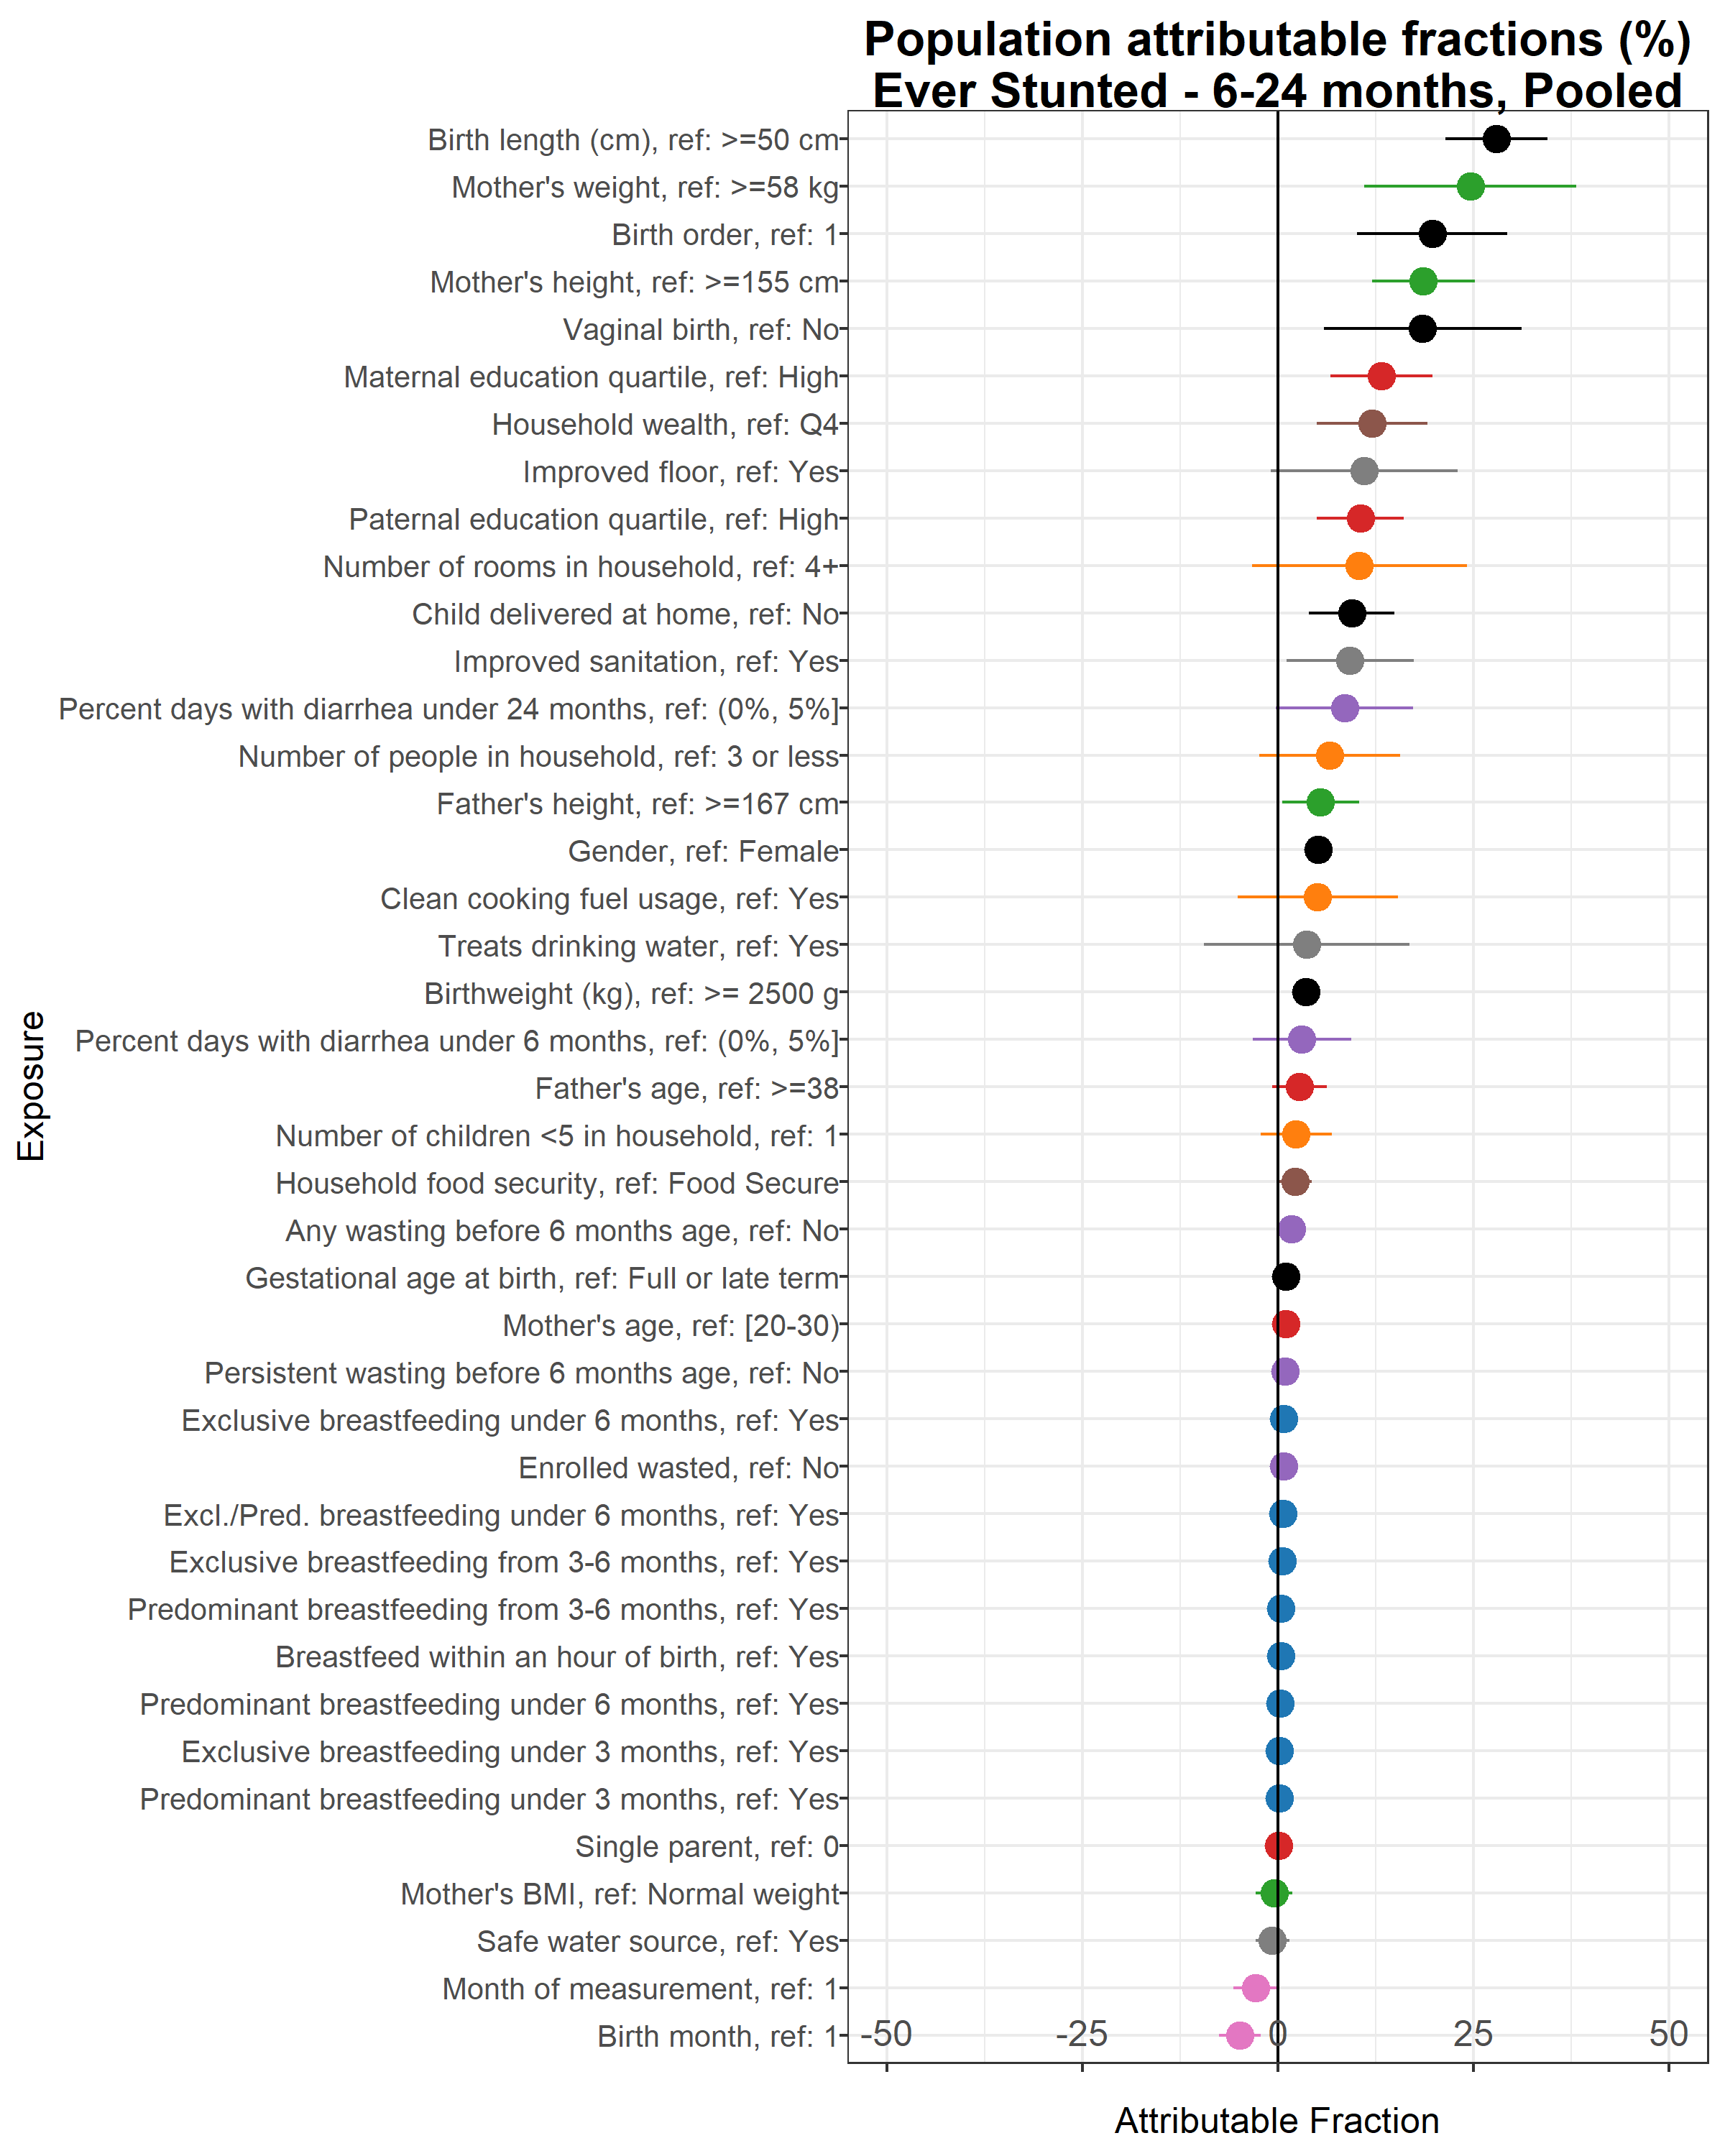 Population attributable fractions (%)
Ever Stunted - 6-24 months, Pooled
Birth length (cm), ref: >=50 cm
Mother's weight, ref: >=58 kg
Birth order, ref: 1
Mother's height, ref: >=155 cm
Vaginal birth, ref: No
Maternal education quartile, ref: High
Household wealth, ref: Q4
Improved floor, ref: Yes
Paternal education quartile, ref: High
Number of rooms in household, ref: 4+
Child delivered at home, ref: No
Improved sanitation, ref: Yes
Percent days with diarrhea under 24 months, ref: (0%, 5%]
Number of people in household, ref: 3 or less
Father's height, ref: >=167 cm
Gender, ref: Female
Clean cooking fuel usage, ref: Yes
Treats drinking water, ref: Yes
Birthweight (kg), ref: >= 2500 g
Percent days with diarrhea under 6 months, ref: (0%, 5%]
Father's age, ref: >=38
Number of children <5 in household, ref: 1
Household food security, ref: Food Secure
Any wasting before 6 months age, ref: No
Gestational age at birth, ref: Full or late term
Mother's age, ref: [20-30)
Persistent wasting before 6 months age, ref: No
Exclusive breastfeeding under 6 months, ref: Yes
Enrolled wasted, ref: No
Excl./Pred. breastfeeding under 6 months, ref: Yes
Exclusive breastfeeding from 3-6 months, ref: Yes
Predominant breastfeeding from 3-6 months, ref: Yes
Breastfeed within an hour of birth, ref: Yes
Predominant breastfeeding under 6 months, ref: Yes
Exclusive breastfeeding under 3 months, ref: Yes
Predominant breastfeeding under 3 months, ref: Yes
Single parent, ref: 0
Mother's BMI, ref: Normal weight
Safe water source, ref: Yes
Month of measurement, ref: 1
Birth month, ref: 1
Exposure
-50 -25 0 25 50
Attributable Fraction